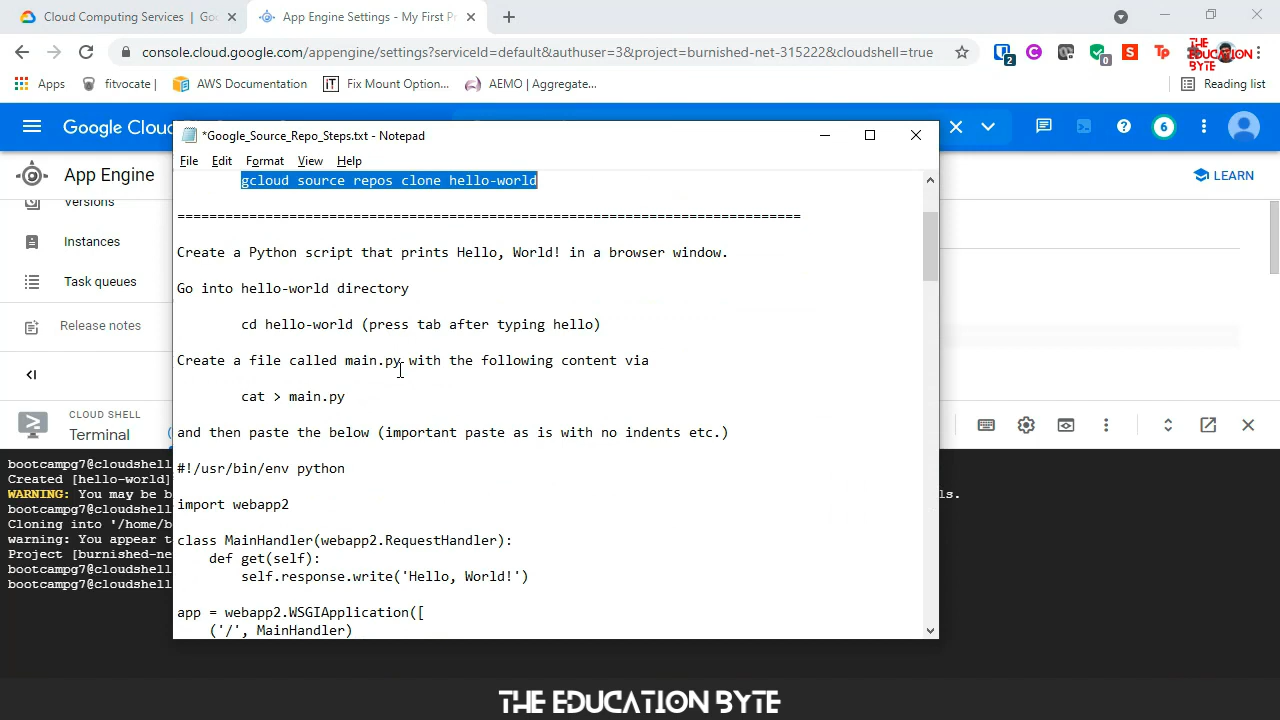 Cloud Computing Services | Go
App Engine Settings - My First Pr
console.cloud.google.com/appengine/settings?serviceId=default&authuser=3&project=burnished-net-315222&cloudshell=true
THE EDUCATION BYTE
Apps
fitvocate |
AWS Documentation
Fix Mount Option...
AEMO | Aggregate...
Reading list
Google Clou
6
App Engine
LEARN
Versions
Instances
Task queues
Release notes
*Google_Source_Repo_Steps.txt - Notepad
File Edit Format View Help
gcloud source repos clone hello-world
==============================================================================
Create a Python script that prints Hello, World! in a browser window.
Go into hello-world directory
cd hello-world (press tab after typing hello)
Create a file called main.py with the following content via
cat > main.py
and then paste the below (important paste as is with no indents etc.)
#!/usr/bin/env python
import webapp2
class MainHandler(webapp2.RequestHandler):
def get(self):
self.response.write('Hello, World!')
app = webapp2.WSGIApplication([
('/', MainHandler)
CLOUD SHELL
Terminal
bootcampg7@cloudshell
Created [hello-world]
WARNING: You may be b
ls.
bootcampg7@cloudshell
Cloning into '/home/b
warning: You appear t
Project [burnished-ne
bootcampg7@cloudshell
bootcampg7@cloudshell
THE EDUCATION BYTE